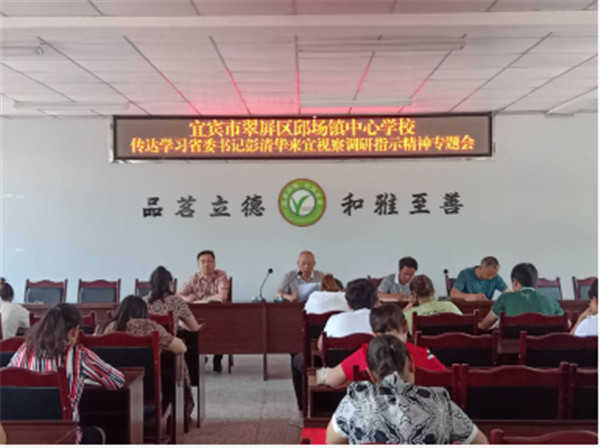 宜宾市翠屏区邱场镇中心学校
传达学习省委书记彭清华来宜视察调研指示精神专题会
品茗立德 和雅至善